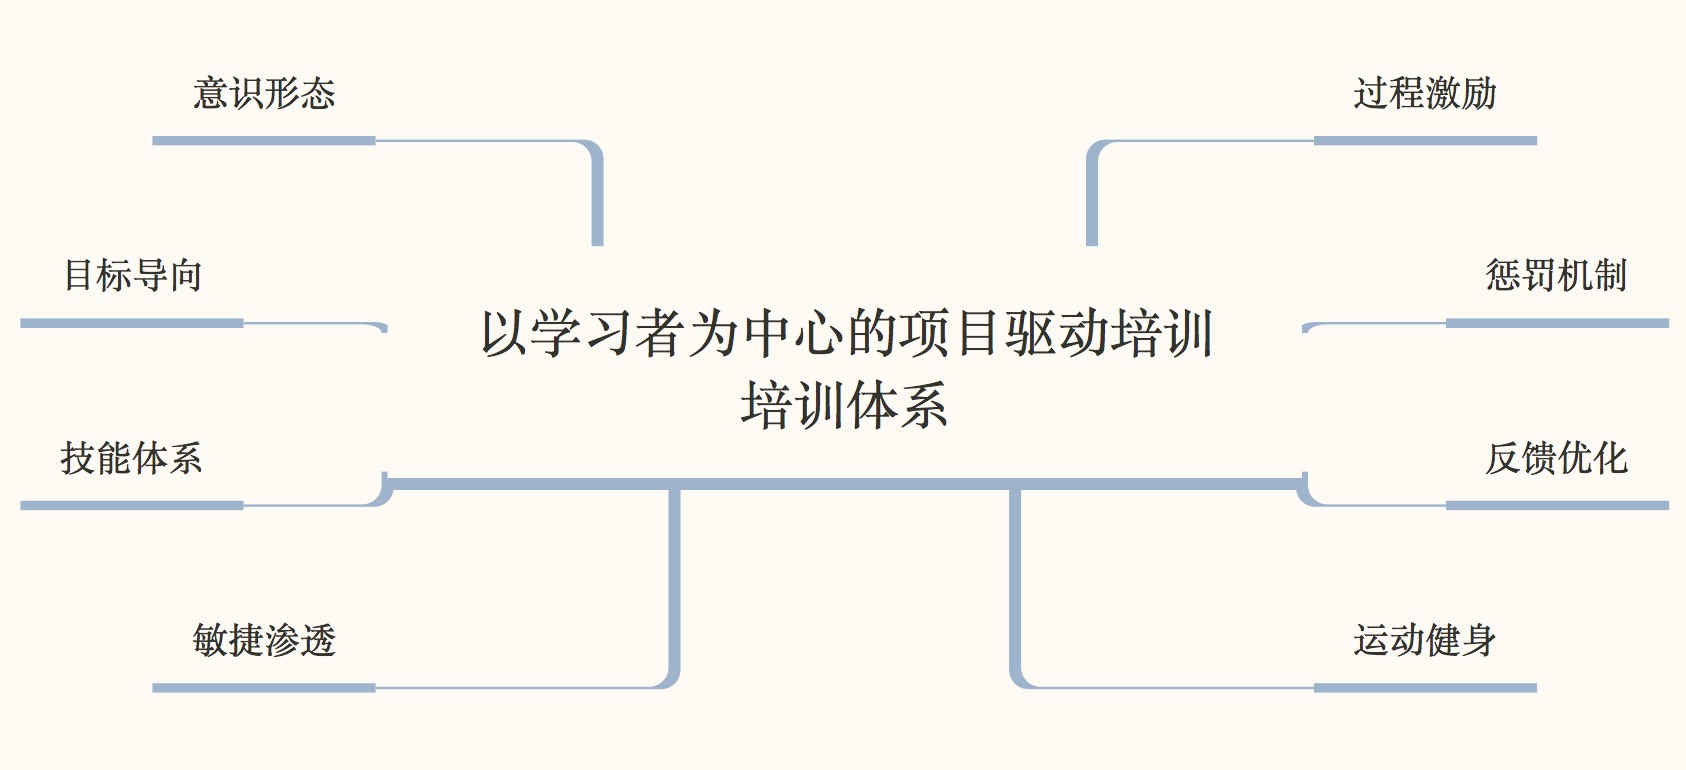 意识形态
过程激励
目标导向
惩罚机制
以学习者为中心的项目驱动培训
培训体系
技能体系
反馈优化
敏捷渗透
运动健身